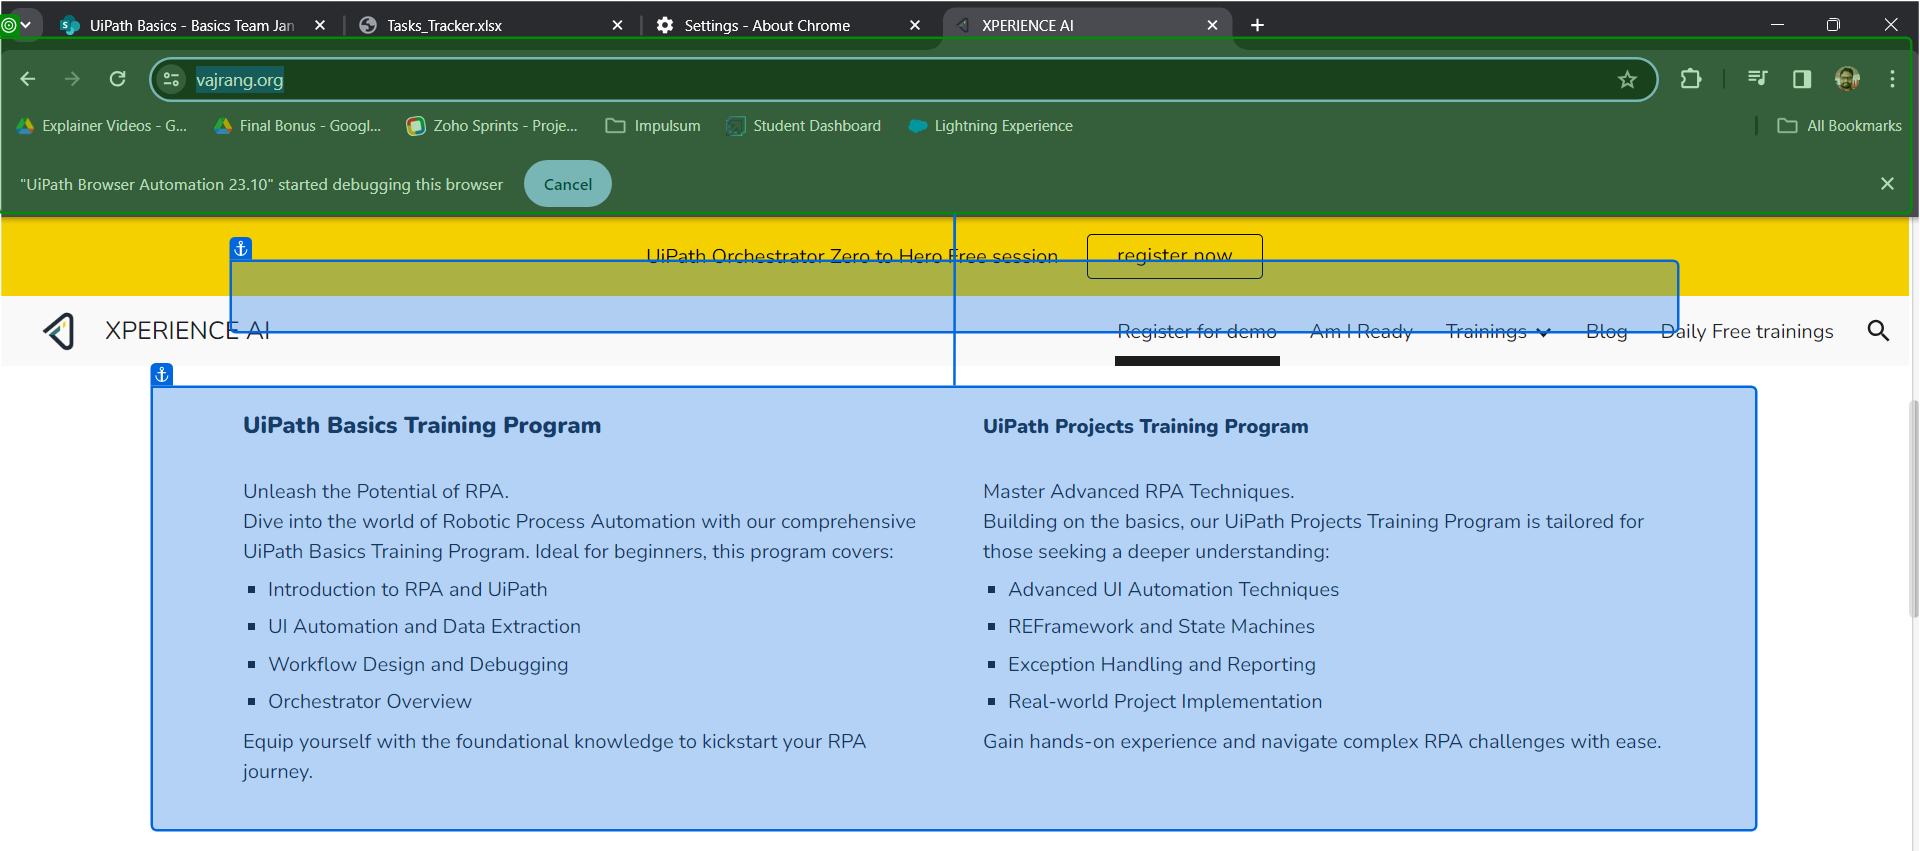 UiPath Basics - Basics Team Jan
Tasks_Tracker.xlsx
Settings - About Chrome
XPERIENCE AI
vajrang.org
Explainer Videos - G...
Final Bonus - Googl...
Zoho Sprints - Proje...
Impulsum
Student Dashboard
Lightning Experience
All Bookmarks
"UiPath Browser Automation 23.10" started debugging this browser
Cancel
UiPath Orchestrator Zero to Hero Free session
register now
XPERIENCE AI
Register for demo
Am I Ready
Trainings
Blog
Daily Free trainings
UiPath Basics Training Program
Unleash the Potential of RPA.
Dive into the world of Robotic Process Automation with our comprehensive
UiPath Basics Training Program. Ideal for beginners, this program covers:
▪ Introduction to RPA and UiPath
▪ UI Automation and Data Extraction
▪ Workflow Design and Debugging
▪ Orchestrator Overview
Equip yourself with the foundational knowledge to kickstart your RPA
journey.
UiPath Projects Training Program
Master Advanced RPA Techniques.
Building on the basics, our UiPath Projects Training Program is tailored for
those seeking a deeper understanding:
▪ Advanced UI Automation Techniques
▪ REFramework and State Machines
▪ Exception Handling and Reporting
▪ Real-world Project Implementation
Gain hands-on experience and navigate complex RPA challenges with ease.